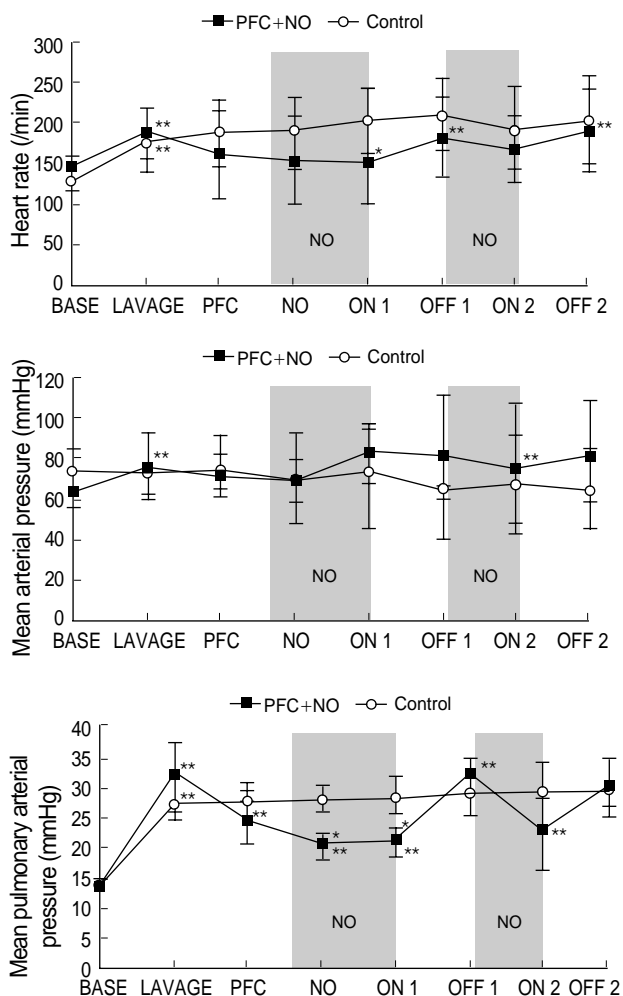 PFC+NO Control
Heart rate (/min)
300
250
200
150
100
50
0
** ** * ** **
NO NO
BASE LAVAGE PFC NO ON 1 OFF 1 ON 2 OFF 2
PFC+NO Control
Mean arterial pressure (mmHg)
120
100
80
60
40
20
0
** **
NO NO
BASE LAVAGE PFC NO ON 1 OFF 1 ON 2 OFF 2
PFC+NO Control
Mean pulmonary arterial
pressure (mmHg)
40
35
30
25
20
15
10
5
0
** ** ** * ** * ** ** **
NO NO
BASE LAVAGE PFC NO ON 1 OFF 1 ON 2 OFF 2